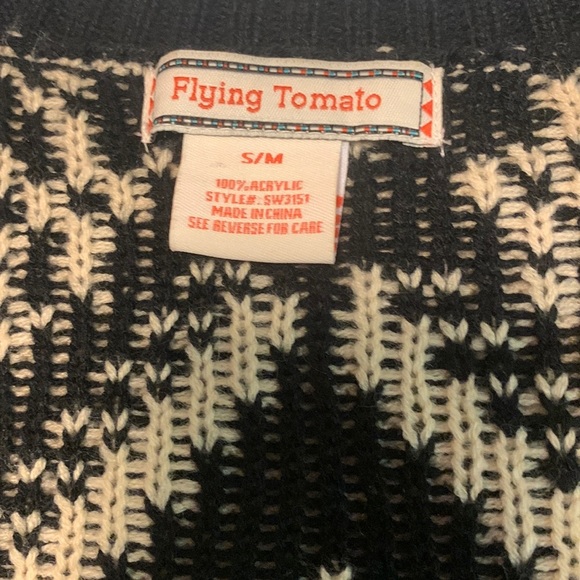 Flying Tomato
S/M
100% ACRYLIC
STYLE#: SW3151
MADE IN CHINA
SEE REVERSE FOR CARE